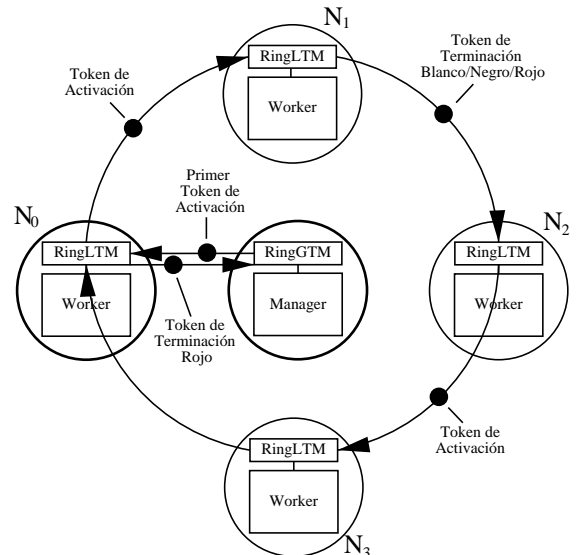 N1
RingLTM
Worker
Token de
Activación
Token de
Terminación
Blanco/Negro/Rojo
Primer
Token de
Activación
N0
RingLTM
Worker
RingGTM
Manager
N2
RingLTM
Worker
Token de
Terminación
Rojo
Token de
Activación
RingLTM
Worker
N3